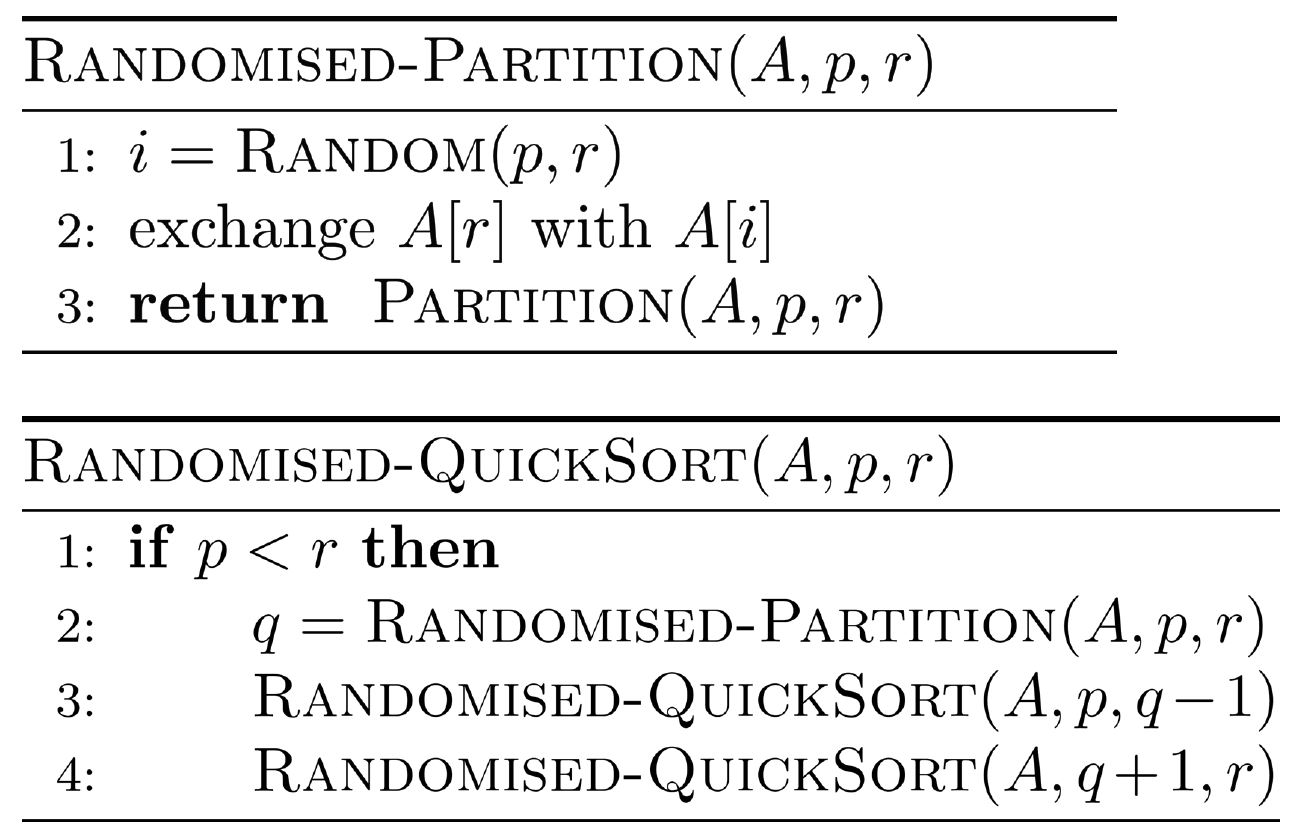 RANDOMISED-PARTITION(A, p, r)
1: i = RANDOM(p, r)
2: exchange A[r] with A[i]
3: return PARTITION(A, p, r)
RANDOMISED-QUICKSORT(A, p, r)
1: if p < r then
2: q = RANDOMISED-PARTITION(A, p, r)
3: RANDOMISED-QUICKSORT(A, p, q − 1)
4: RANDOMISED-QUICKSORT(A, q + 1, r)